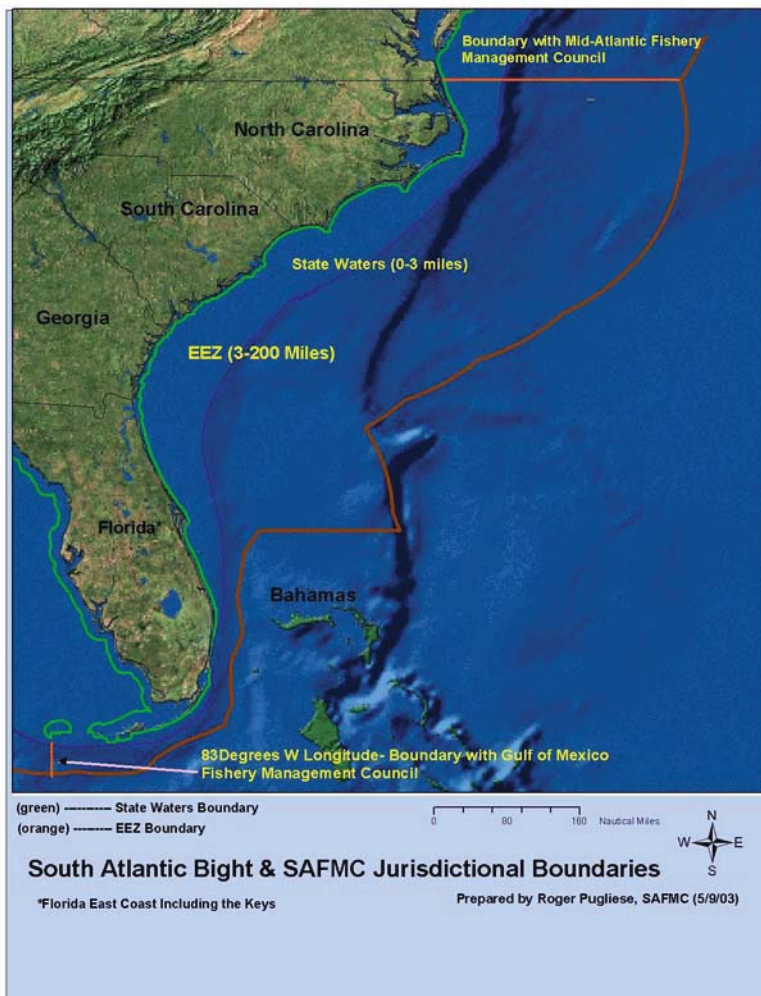 Boundary with Mid-Atlantic Fishery
Management Council
North Carolina
South Carolina
State Waters (0-3 miles)
Georgia
EEZ (3-200 Miles)
Florida*
Bahamas
83Degrees W Longitude- Boundary with Gulf of Mexico
Fishery Management Council
(green) ----------- State Waters Boundary
(orange) --------- EEZ Boundary
0 80 160 Nautical Miles
N
W E
S
South Atlantic Bight & SAFMC Jurisdictional Boundaries
*Florida East Coast Including the Keys
Prepared by Roger Pugliese, SAFMC (5/9/03)